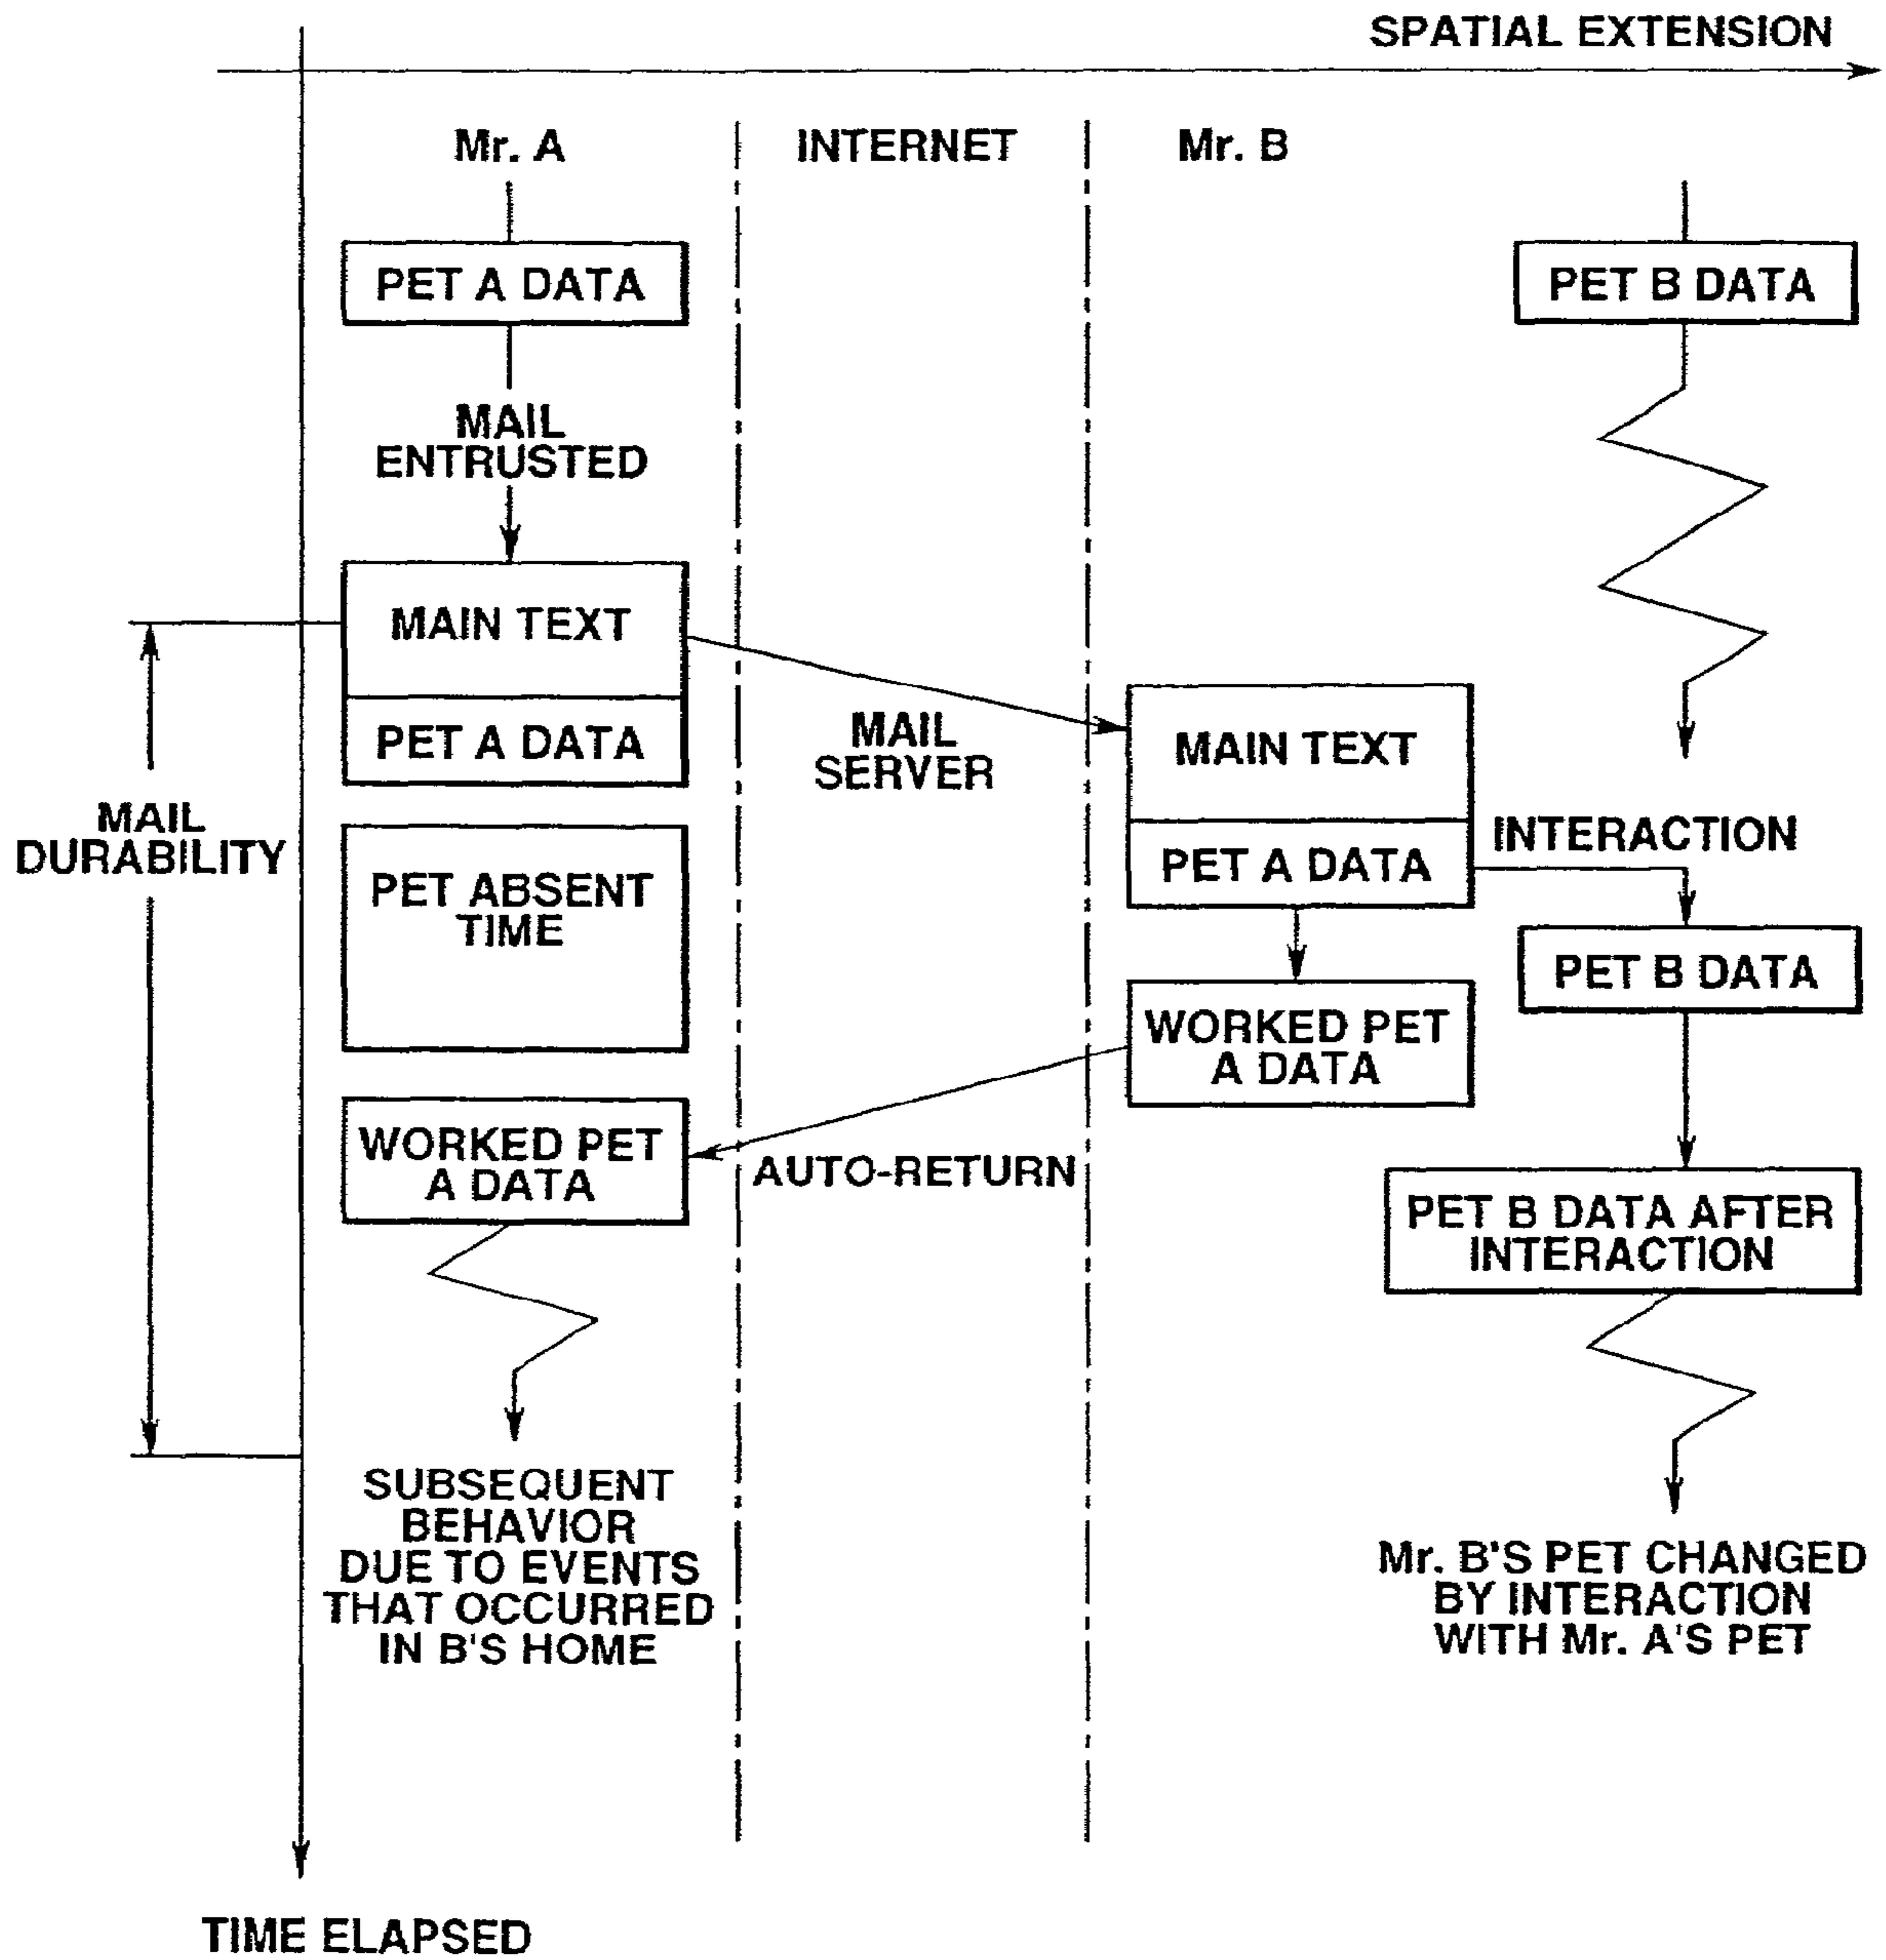 SPATIAL EXTENSION
Mr. A
INTERNET
Mr. B
PET A DATA
PET B DATA
MAIL
ENTRUSTED
MAIN TEXT
PET A DATA
MAIL
SERVER
MAIN TEXT
PET A DATA
INTERACTION
MAIL
DURABILITY
PET ABSENT
TIME
PET B DATA
WORKED PET
A DATA
WORKED PET
A DATA
AUTO-RETURN
PET B DATA AFTER
INTERACTION
SUBSEQUENT
BEHAVIOR
DUE TO EVENTS
THAT OCCURRED
IN B'S HOME
Mr. B'S PET CHANGED
BY INTERACTION
WITH Mr. A'S PET
TIME ELAPSED